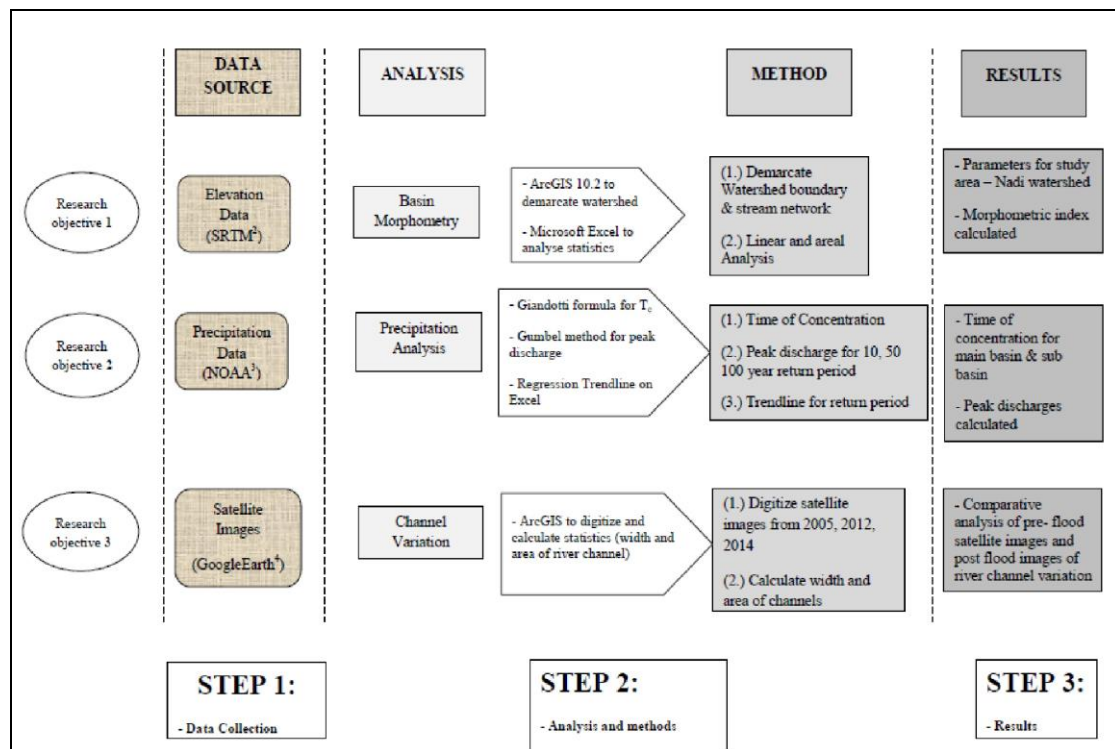 DATA
SOURCE
ANALYSIS
METHOD
RESULTS
Research
objective 1
Elevation
Data
(SRTM²)
Basin
Morphometry
- ArcGIS 10.2 to
demarcate watershed
- Microsoft Excel to
analyse statistics
(1.) Demarcate
Watershed boundary
& stream network
(2.) Linear and areal
Analysis
- Parameters for study
area – Nadi watershed
- Morphometric index
calculated
Research
objective 2
Precipitation
Data
(NOAA³)
Precipitation
Analysis
- Giandotti formula for Tc
- Gumbel method for peak
discharge
- Regression Trendline on
Excel
(1.) Time of Concentration
(2.) Peak discharge for 10, 50
100 year return period
(3.) Trendline for return period
- Time of
concentration for
main basin & sub
basin
- Peak discharges
calculated
Research
objective 3
Satellite
Images
(GoogleEarth⁴)
Channel
Variation
- ArcGIS to digitize and
calculate statistics (width and
area of river channel)
(1.) Digitize satellite
images from 2005, 2012,
2014
(2.) Calculate width and
area of channels
- Comparative
analysis of pre- flood
satellite images and
post flood images of
river channel variation
STEP 1:
- Data Collection
STEP 2:
- Analysis and methods
STEP 3:
- Results